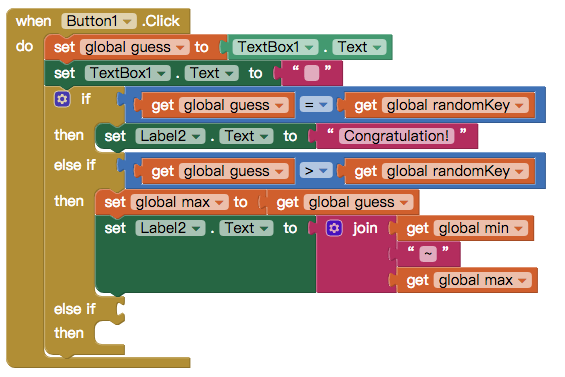 when Button1 .Click
do set global guess to TextBox1 . Text
set TextBox1 . Text to “ ”
if get global guess = get global randomKey
then set Label2 . Text to “ Congratulation! ”
else if get global guess > get global randomKey
then set global max to get global guess
set Label2 . Text to join get global min
“ ~ ”
get global max
else if
then